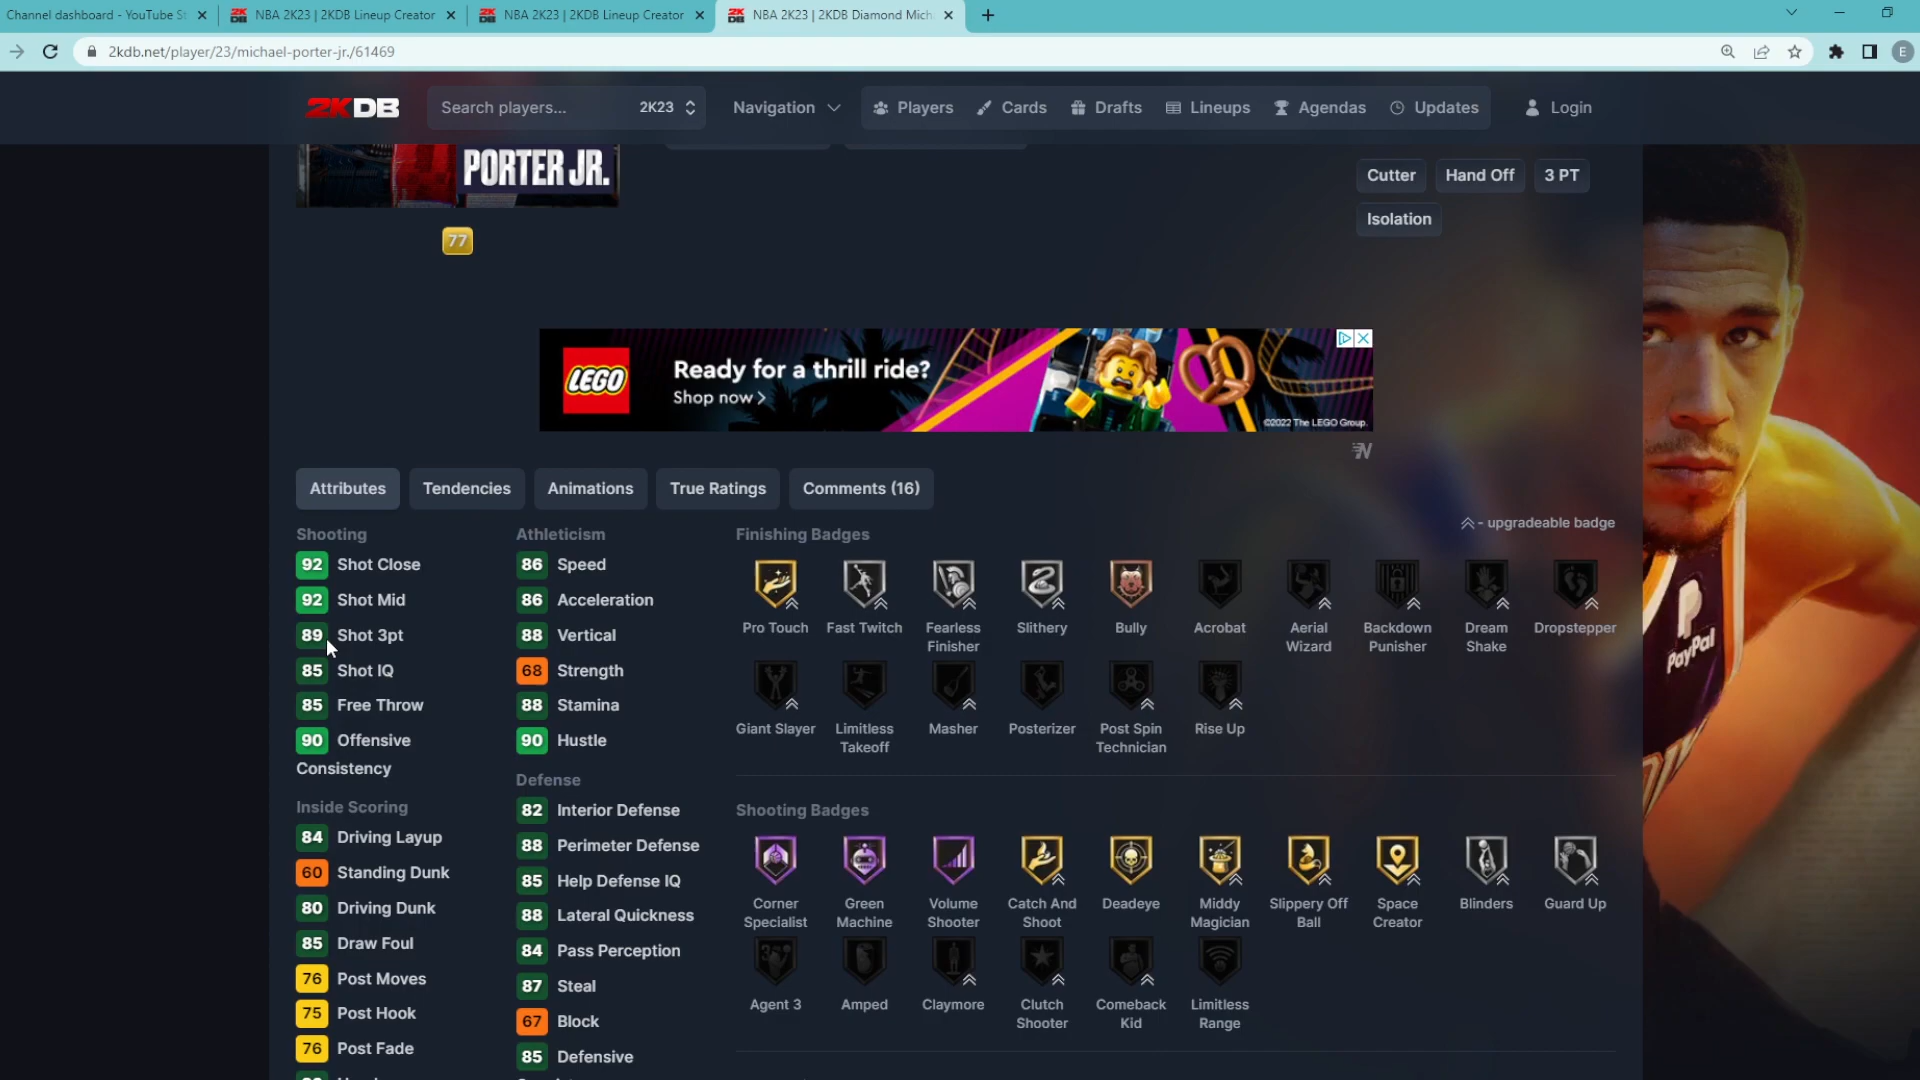 Channel dashboard - YouTube St
NBA 2K23 | 2KDB Lineup Creator
NBA 2K23 | 2KDB Lineup Creator
NBA 2K23 | 2KDB Diamond Mich
2kdb.net/player/23/michael-porter-jr./61469
E
2KDB
Search players...
2K23
Navigation
Players
Cards
Drafts
Lineups
Agendas
Updates
Login
PORTER JR.
77
Cutter
Hand Off
3 PT
Isolation
LEGO
Ready for a thrill ride?
Shop now >
©2022 The LEGO Group.
PayPal
Attributes
Tendencies
Animations
True Ratings
Comments (16)
- upgradeable badge
Shooting
92 Shot Close
92 Shot Mid
89 Shot 3pt
85 Shot IQ
85 Free Throw
90 Offensive
Consistency
Inside Scoring
84 Driving Layup
60 Standing Dunk
80 Driving Dunk
85 Draw Foul
76 Post Moves
75 Post Hook
76 Post Fade
Athleticism
86 Speed
86 Acceleration
88 Vertical
68 Strength
88 Stamina
90 Hustle
Defense
82 Interior Defense
88 Perimeter Defense
85 Help Defense IQ
88 Lateral Quickness
84 Pass Perception
87 Steal
67 Block
85 Defensive
Finishing Badges
Pro Touch
Fast Twitch
Fearless
Finisher
Slithery
Bully
Acrobat
Aerial
Wizard
Backdown
Punisher
Dream
Shake
Dropstepper
Giant Slayer
Limitless
Takeoff
Masher
Posterizer
Post Spin
Technician
Rise Up
Shooting Badges
Corner
Specialist
Green
Machine
Volume
Shooter
Catch And
Shoot
Deadeye
Middy
Magician
Slippery Off
Ball
Space
Creator
Blinders
Guard Up
Agent 3
Amped
Claymore
Clutch
Shooter
Comeback
Kid
Limitless
Range